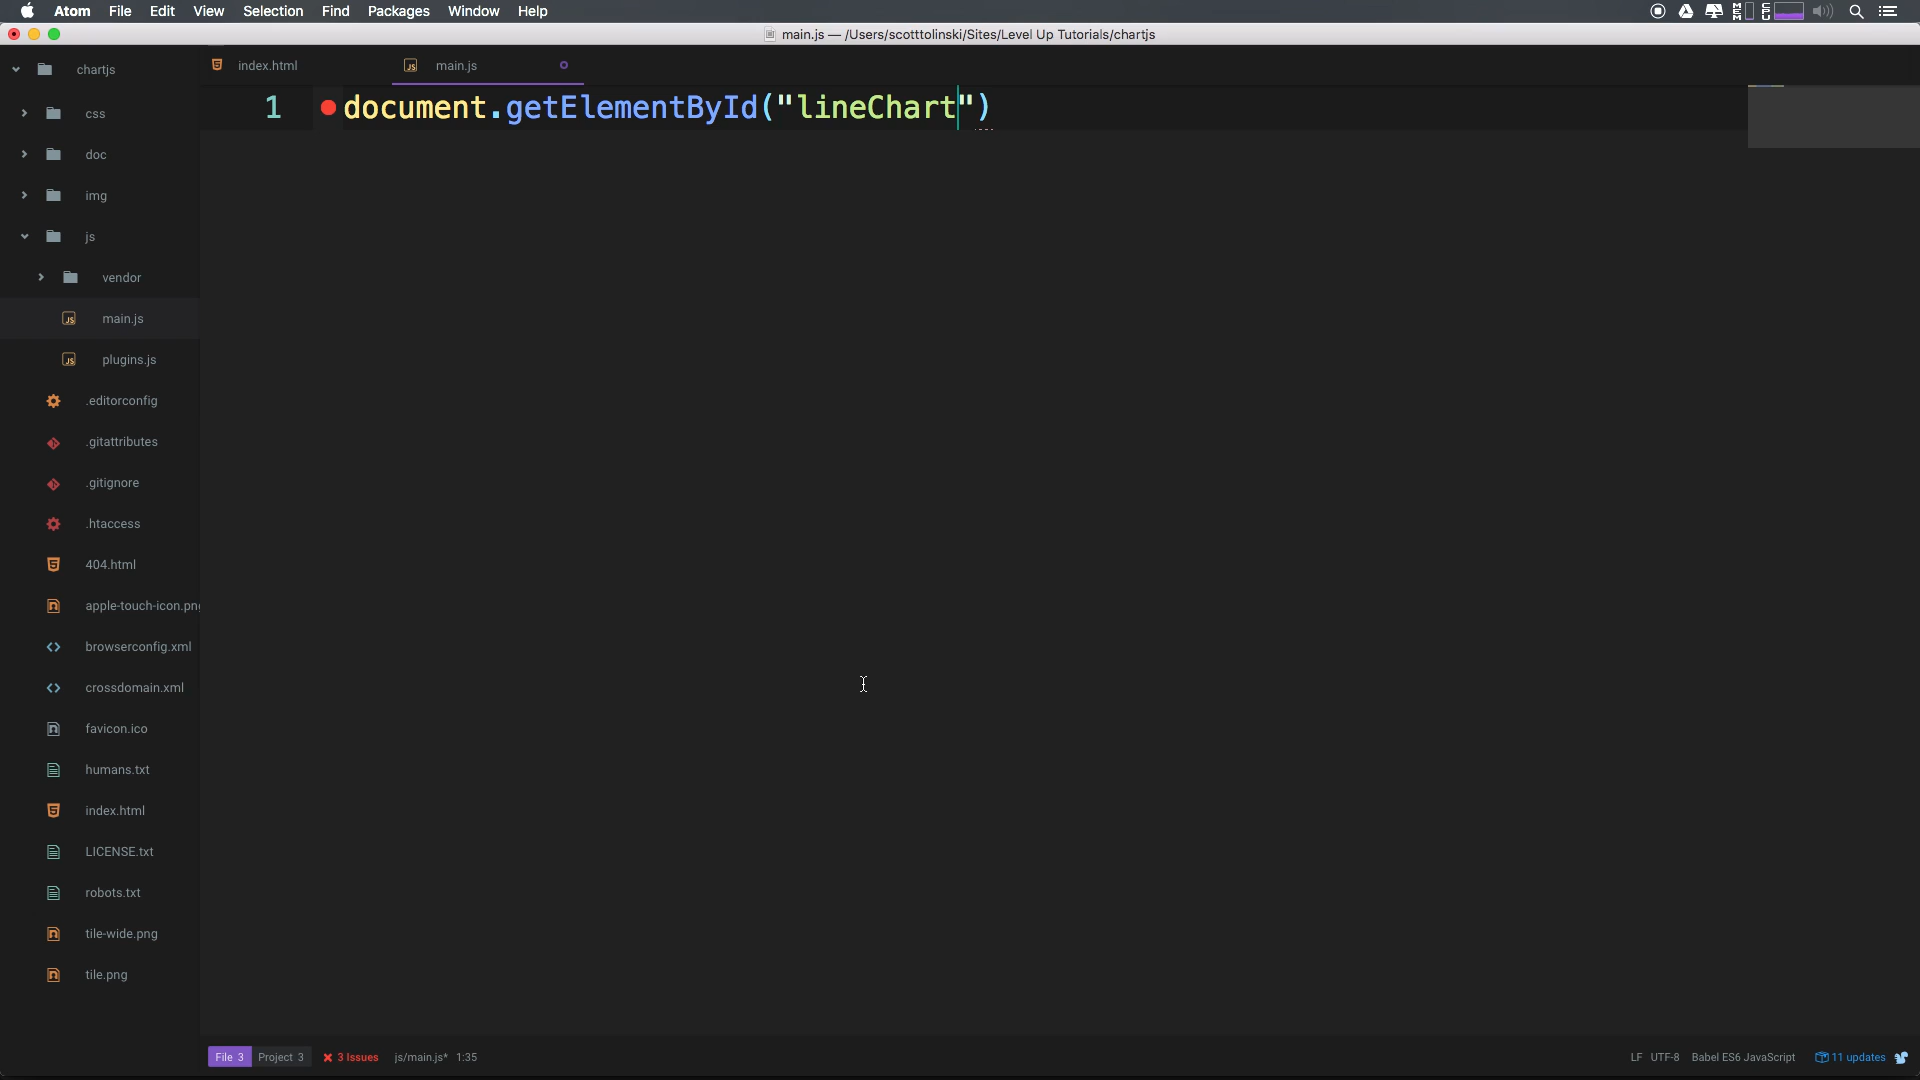 Atom File Edit View Selection Find Packages Window Help
main.js — /Users/scotttolinski/Sites/Level Up Tutorials/chartjs
chartjs
css
doc
img
js
vendor
main.js
plugins.js
.editorconfig
.gitattributes
.gitignore
.htaccess
404.html
apple-touch-icon.png
browserconfig.xml
crossdomain.xml
favicon.ico
humans.txt
index.html
LICENSE.txt
robots.txt
tile-wide.png
tile.png
index.html main.js
1 document.getElementById("lineChart")
File 3 Project 3 3 Issues js/main.js* 1:35 LF UTF-8 Babel ES6 JavaScript 11 updates